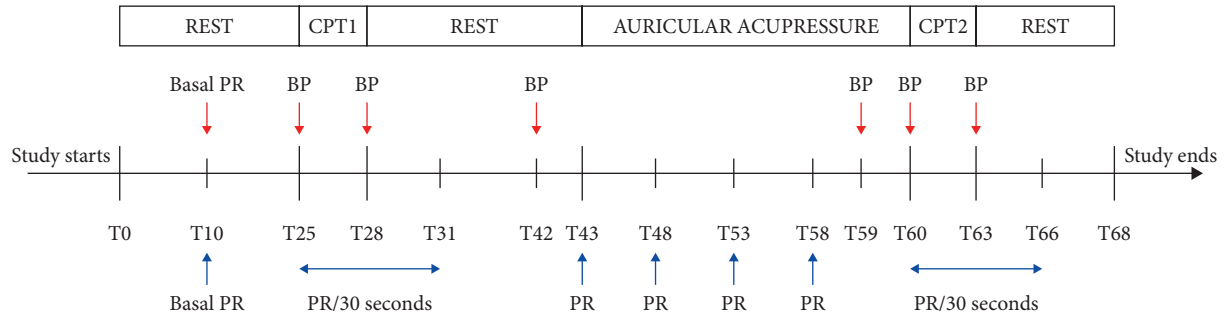 REST CPT1 REST AURICULAR ACUPRESSURE CPT2 REST
Basal PR BP BP BP BP BP BP
Study starts Study ends
T0 T10 T25 T28 T31 T42 T43 T48 T53 T58 T59 T60 T63 T66 T68
Basal PR PR/30 seconds PR PR PR PR PR/30 seconds